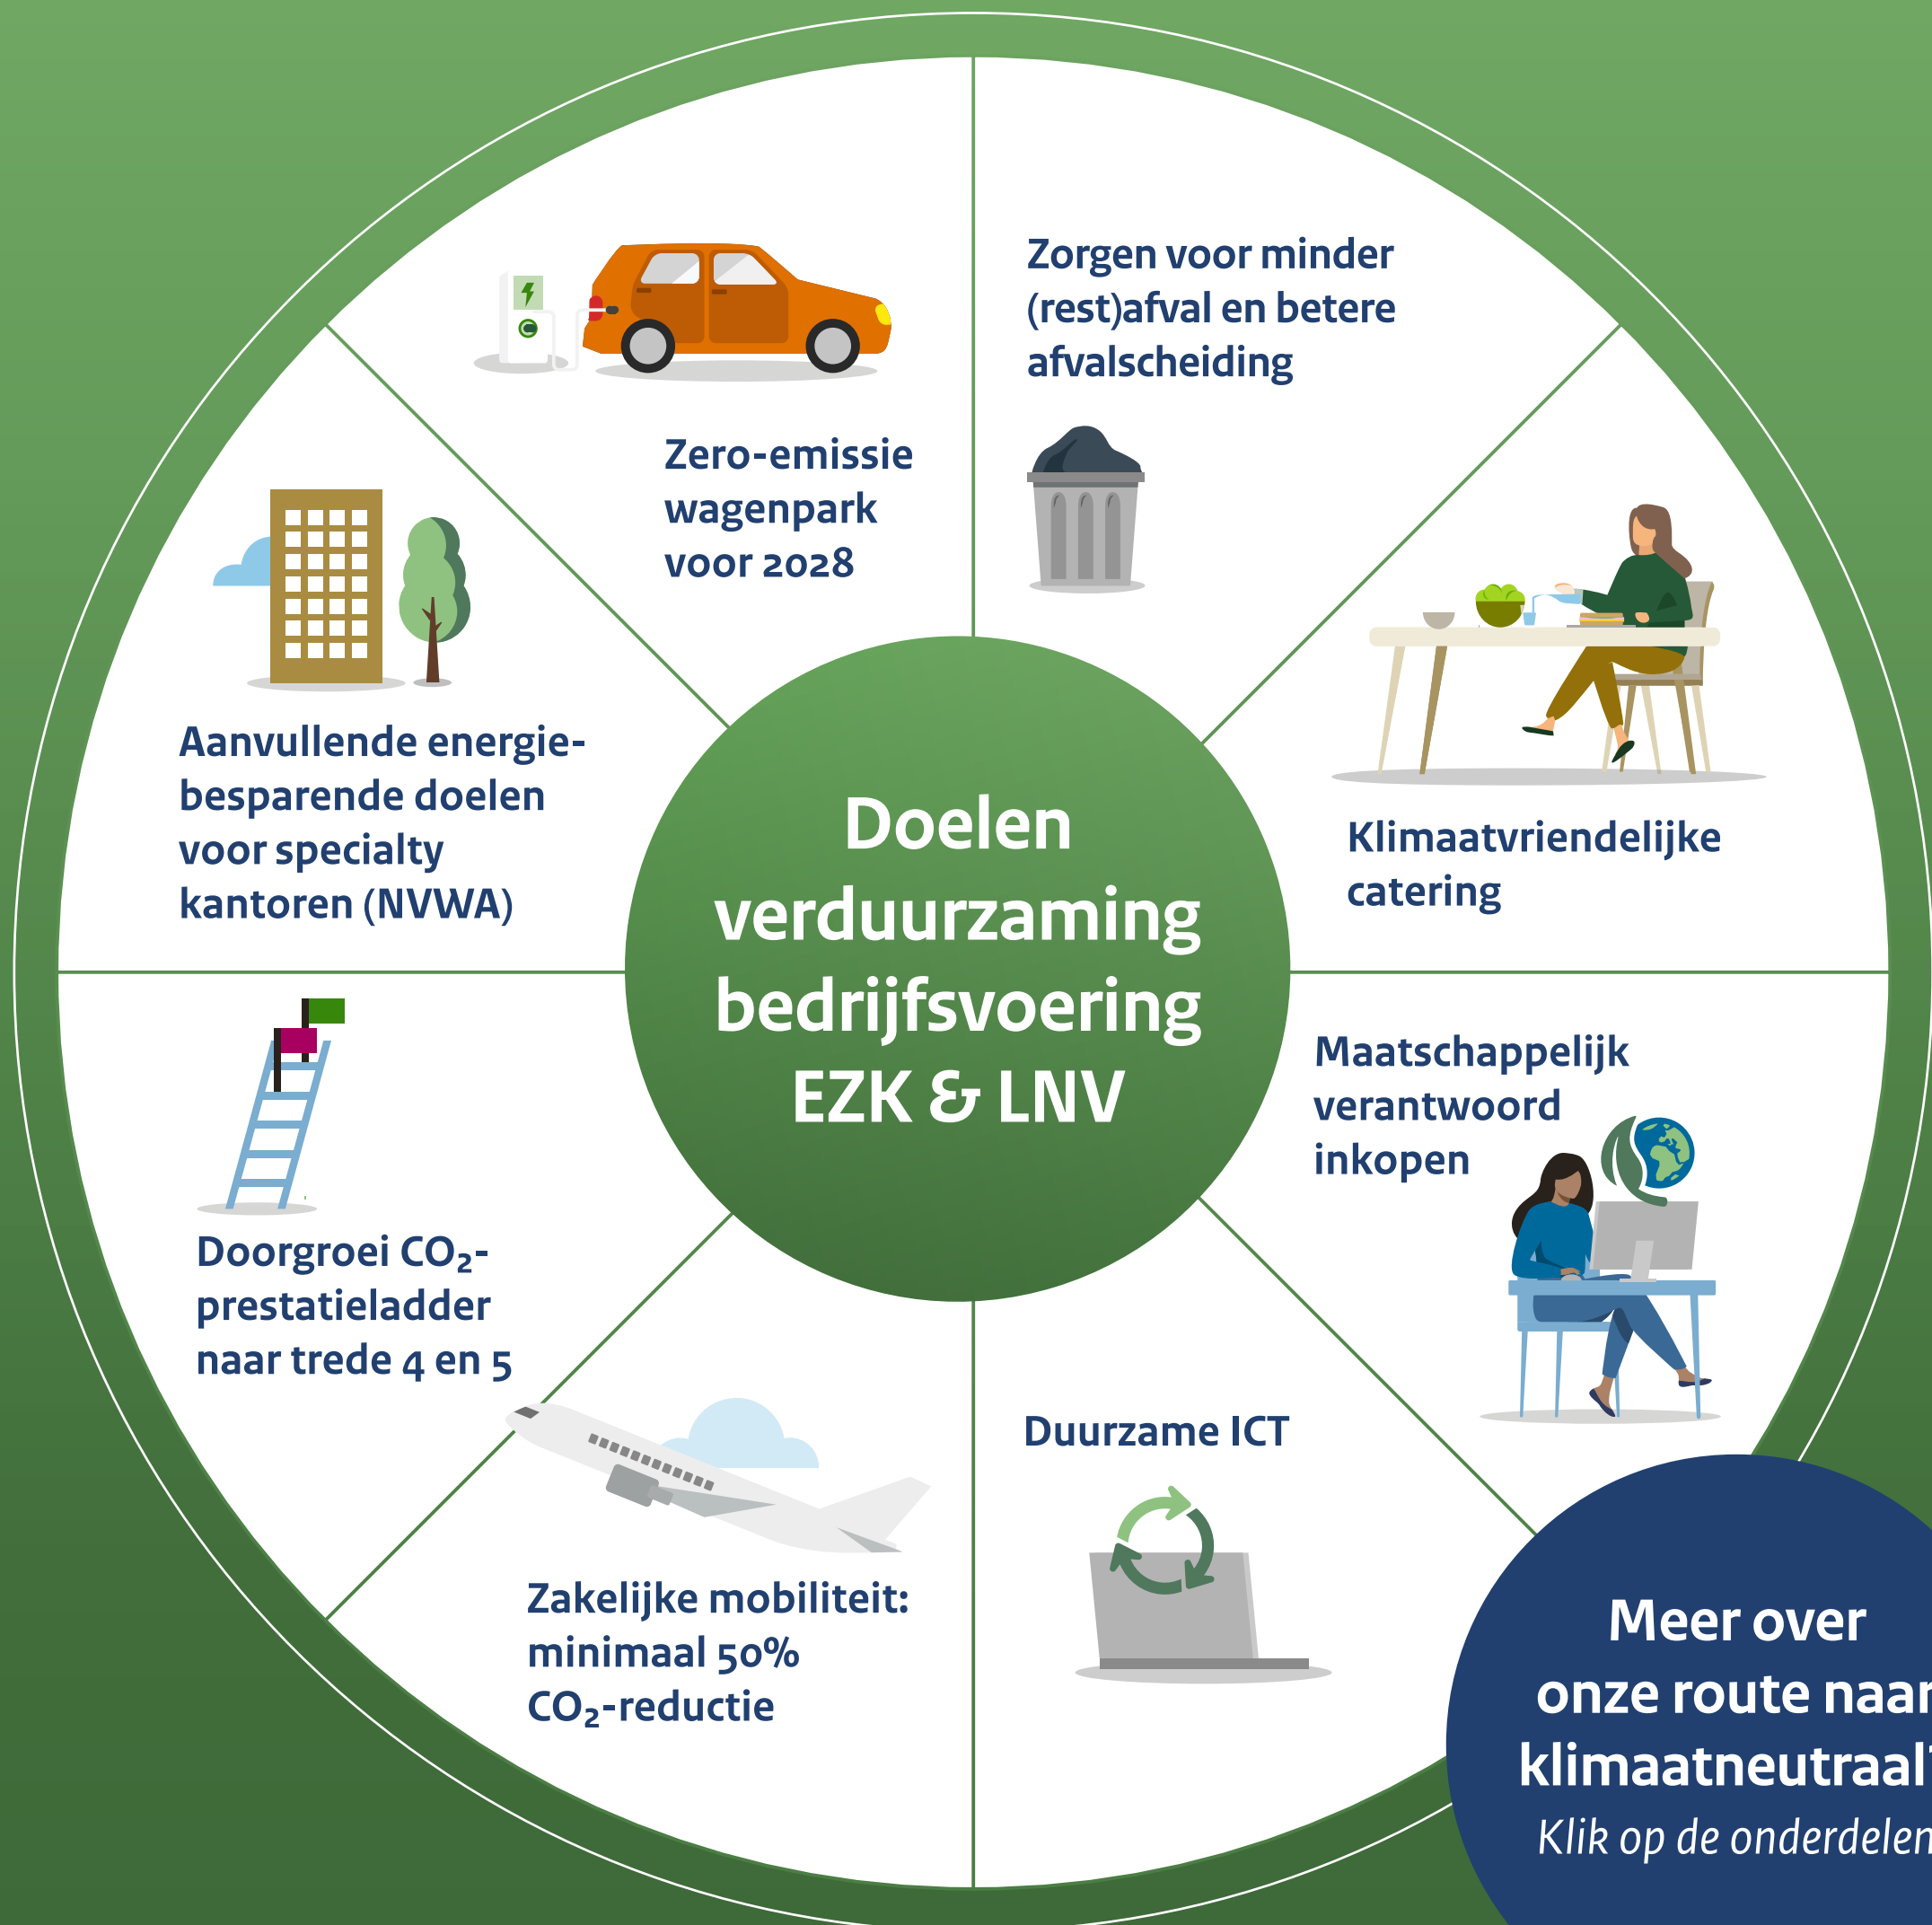 Zorgen voor minder
(rest)afval en betere
afvalscheiding
Zero-emissie
wagenpark
voor 2028
Aanvullende energie-
besparende doelen
voor specialty
kantoren (NVWA)
Klimaatvriendelijke
catering
Doelen
verduurzaming
bedrijfsvoering
EZK & LNV
Maatschappelijk
verantwoord
inkopen
Doorgroei CO₂-
prestatieladder
naar trede 4 en 5
Duurzame ICT
Zakelijke mobiliteit:
minimaal 50%
CO₂-reductie
Meer over
onze route naar
klimaatneutraal?
Klik op de onderdelen